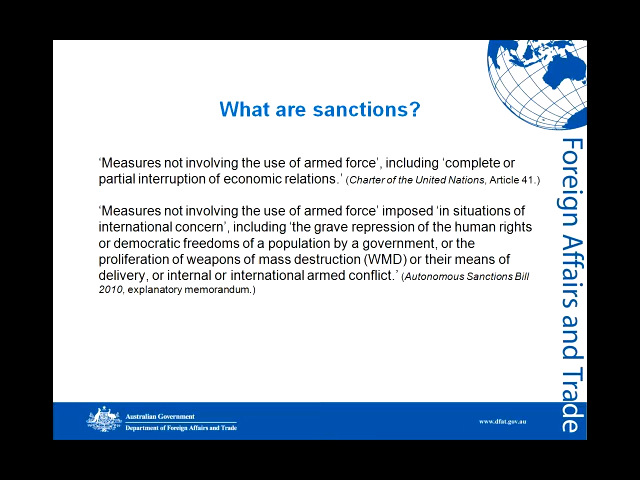 What are sanctions?
‘Measures not involving the use of armed force’, including ‘complete or
partial interruption of economic relations.’ (Charter of the United Nations, Article 41.)
‘Measures not involving the use of armed force’ imposed ‘in situations of
international concern’, including ‘the grave repression of the human rights
or democratic freedoms of a population by a government, or the
proliferation of weapons of mass destruction (WMD) or their means of
delivery, or internal or international armed conflict.’ (Autonomous Sanctions Bill
2010, explanatory memorandum.)
Foreign Affairs and Trade
Australian Government
Department of Foreign Affairs and Trade
www.dfat.gov.au